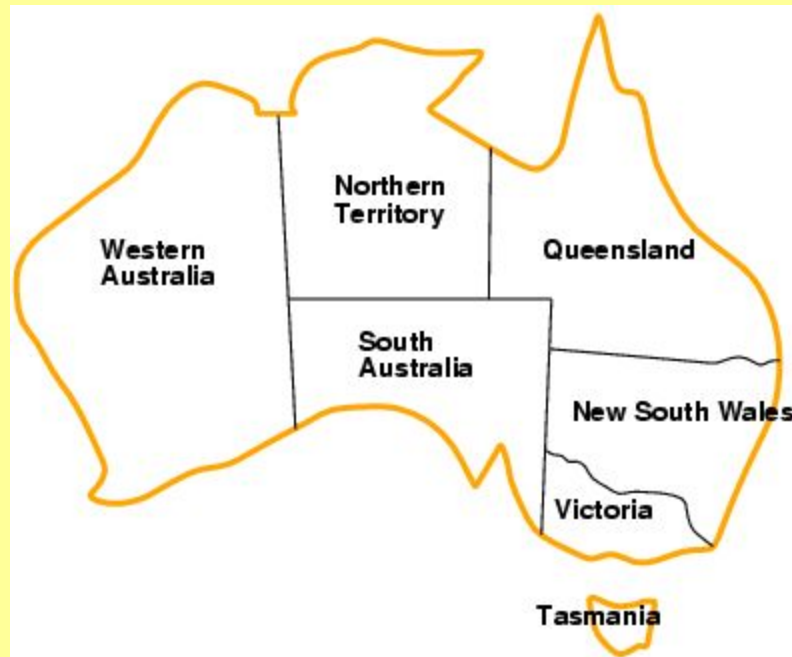 Northern
Territory
Western
Australia
Queensland
South
Australia
New South Wales
Victoria
Tasmania